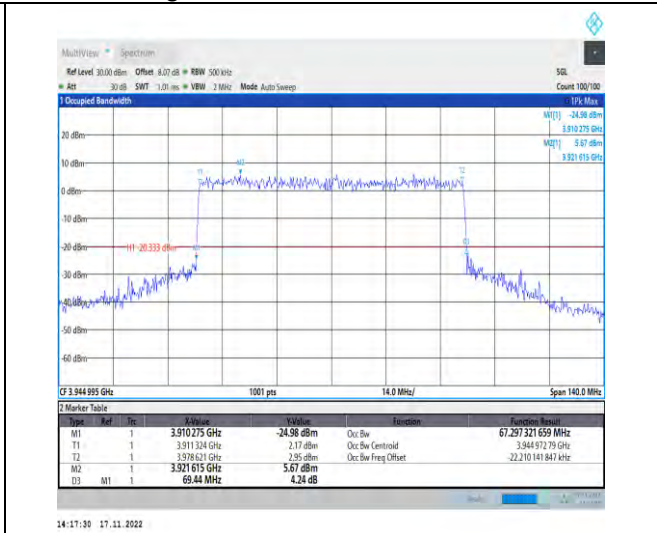 MultiView Spectrum
Ref Level 30.00 dBm Offset 8.07 dB RBW 500 kHz SGL
Att 30 dB SWT 1.01 ms VBW 2 MHz Mode Auto Sweep Count 100/100
1 Occupied Bandwidth 1Pk Max
M1[1] -24.98 dBm
3.910 275 GHz
M2[1] 5.67 dBm
3.921 615 GHz
20 dBm
10 dBm
M2
0 dBm
-10 dBm
-20 dBm H1 -20.333 dBm
-30 dBm
-40 dBm
-50 dBm
-60 dBm
CF 3.944 995 GHz 1001 pts 14.0 MHz/ Span 140.0 MHz
2 Marker Table
Type Ref Trc X-Value Y-Value Function Function Result
M1 1 3.910 275 GHz -24.98 dBm Occ Bw 67.297 321 659 MHz
T1 1 3.911 324 GHz 2.17 dBm Occ Bw Centroid 3.944 972 79 GHz
T2 1 3.978 621 GHz 2.95 dBm Occ Bw Freq Offset -22.210 141 847 kHz
M2 1 3.921 615 GHz 5.67 dBm
D3 M1 1 69.44 MHz 4.24 dB
14:17:30 17.11.2022